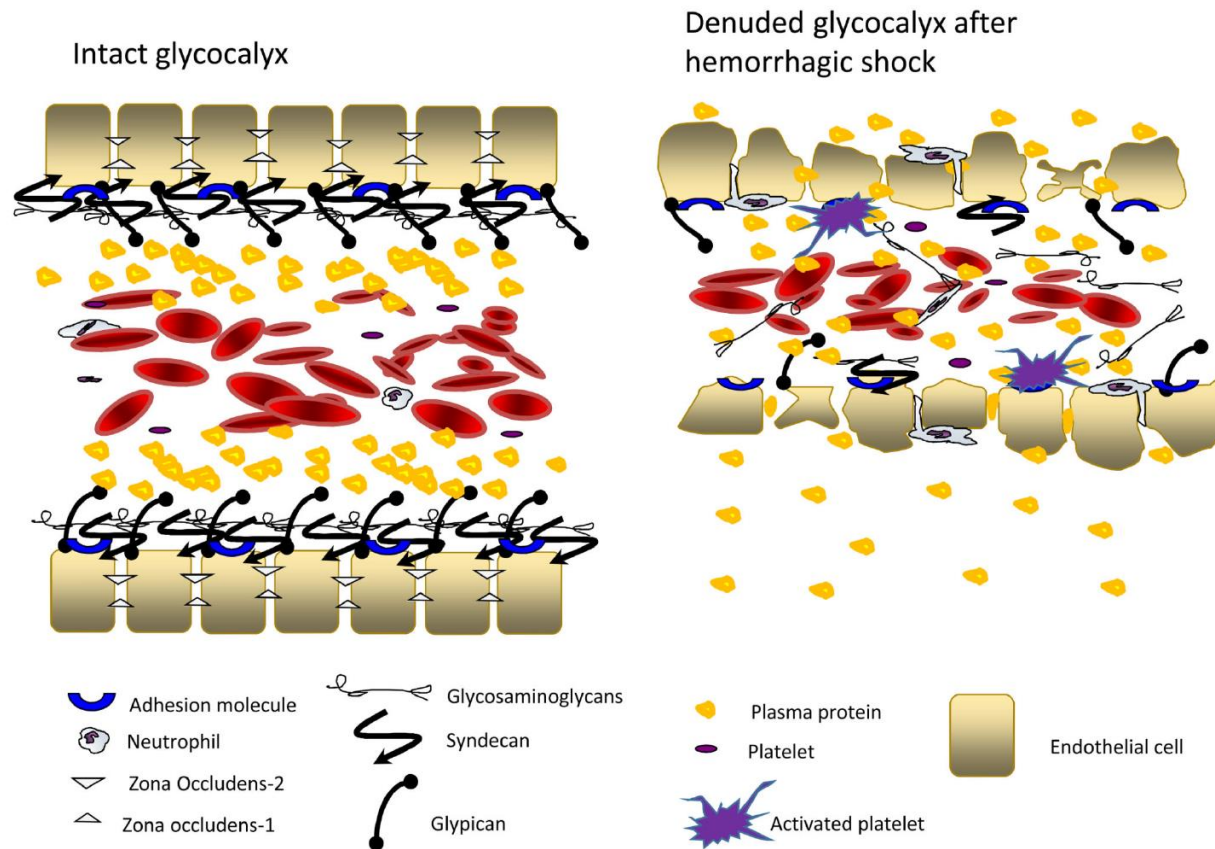 Intact glycocalyx
Denuded glycocalyx after
hemorrhagic shock
Adhesion molecule
Neutrophil
Zona Occludens-2
Zona occludens-1
Glycosaminoglycans
Syndecan
Glypican
Plasma protein
Platelet
Activated platelet
Endothelial cell